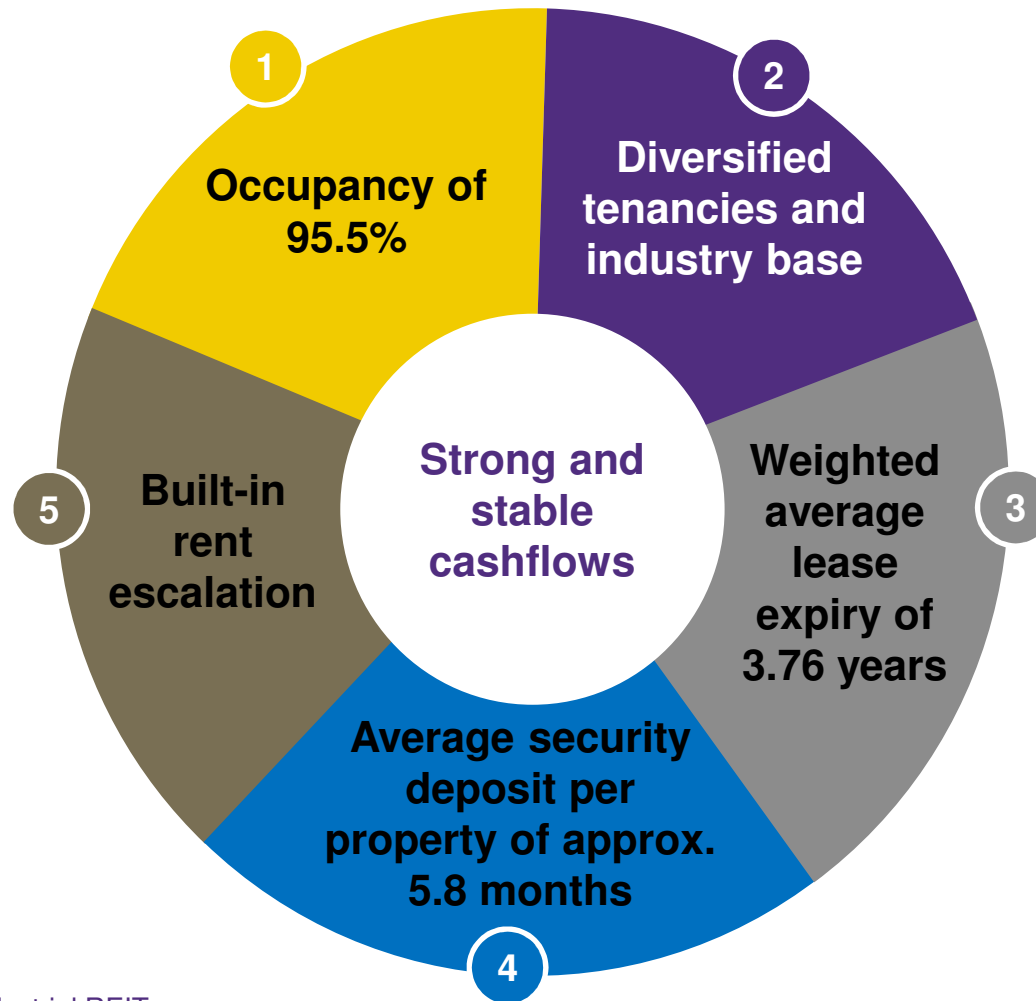 1
Occupancy of
95.5%
2
Diversified
tenancies and
industry base
3
Weighted
average
lease
expiry of
3.76 years
4
Average security
deposit per
property of approx.
5.8 months
5
Built-in
rent
escalation
Strong and
stable
cashflows
REIT